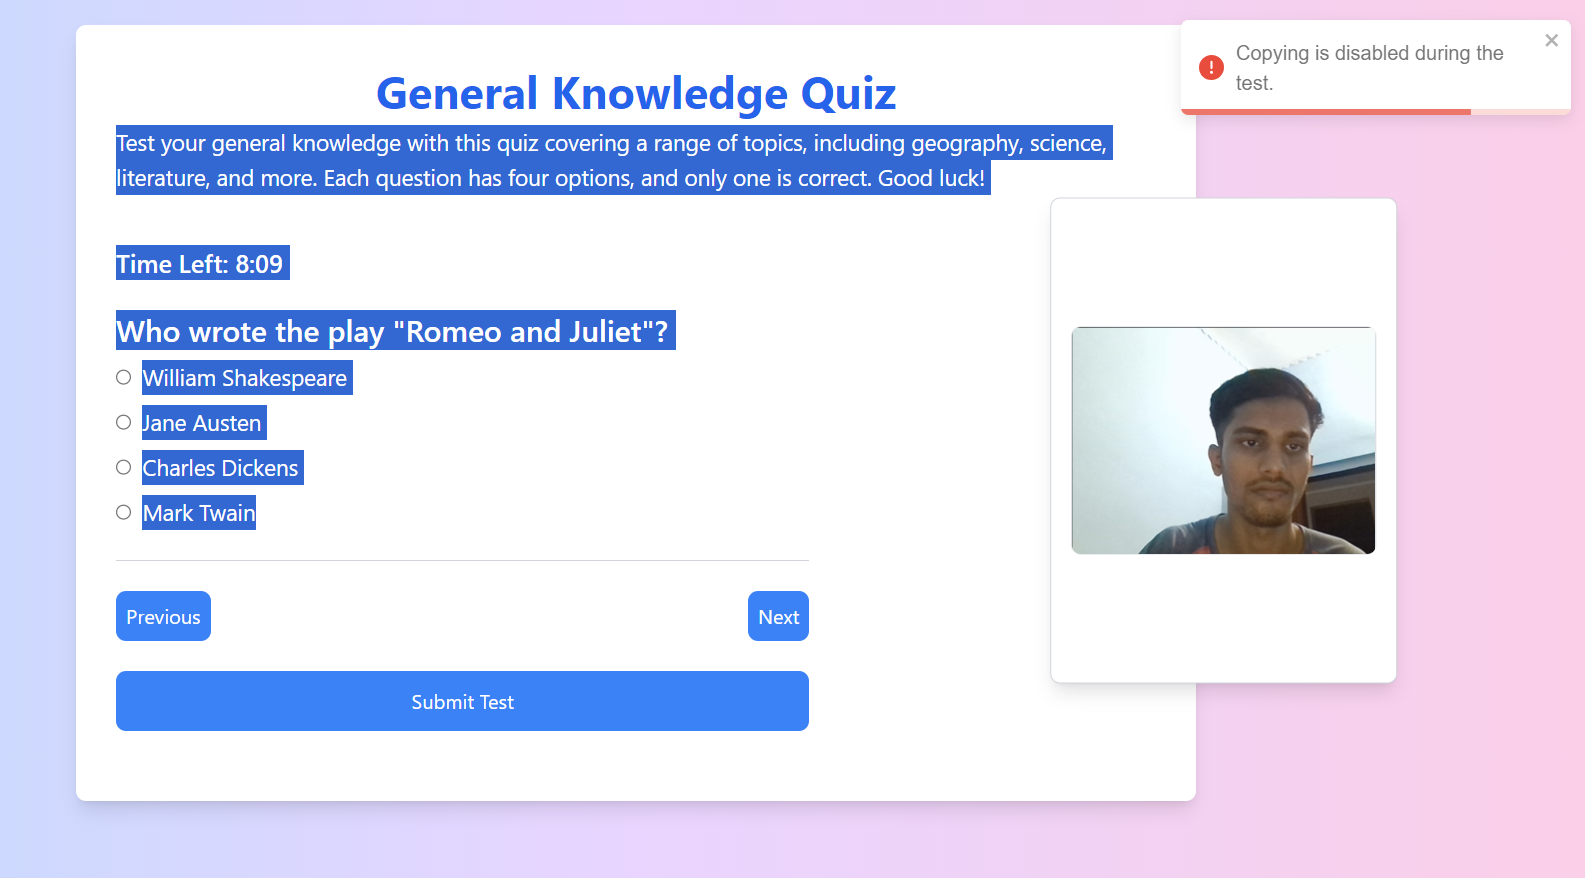 General Knowledge Quiz
Test your general knowledge with this quiz covering a range of topics, including geography, science,
literature, and more. Each question has four options, and only one is correct. Good luck!
Time Left: 8:09
Who wrote the play "Romeo and Juliet"?
William Shakespeare
Jane Austen
Charles Dickens
Mark Twain
Previous
Next
Submit Test
Copying is disabled during the
test.